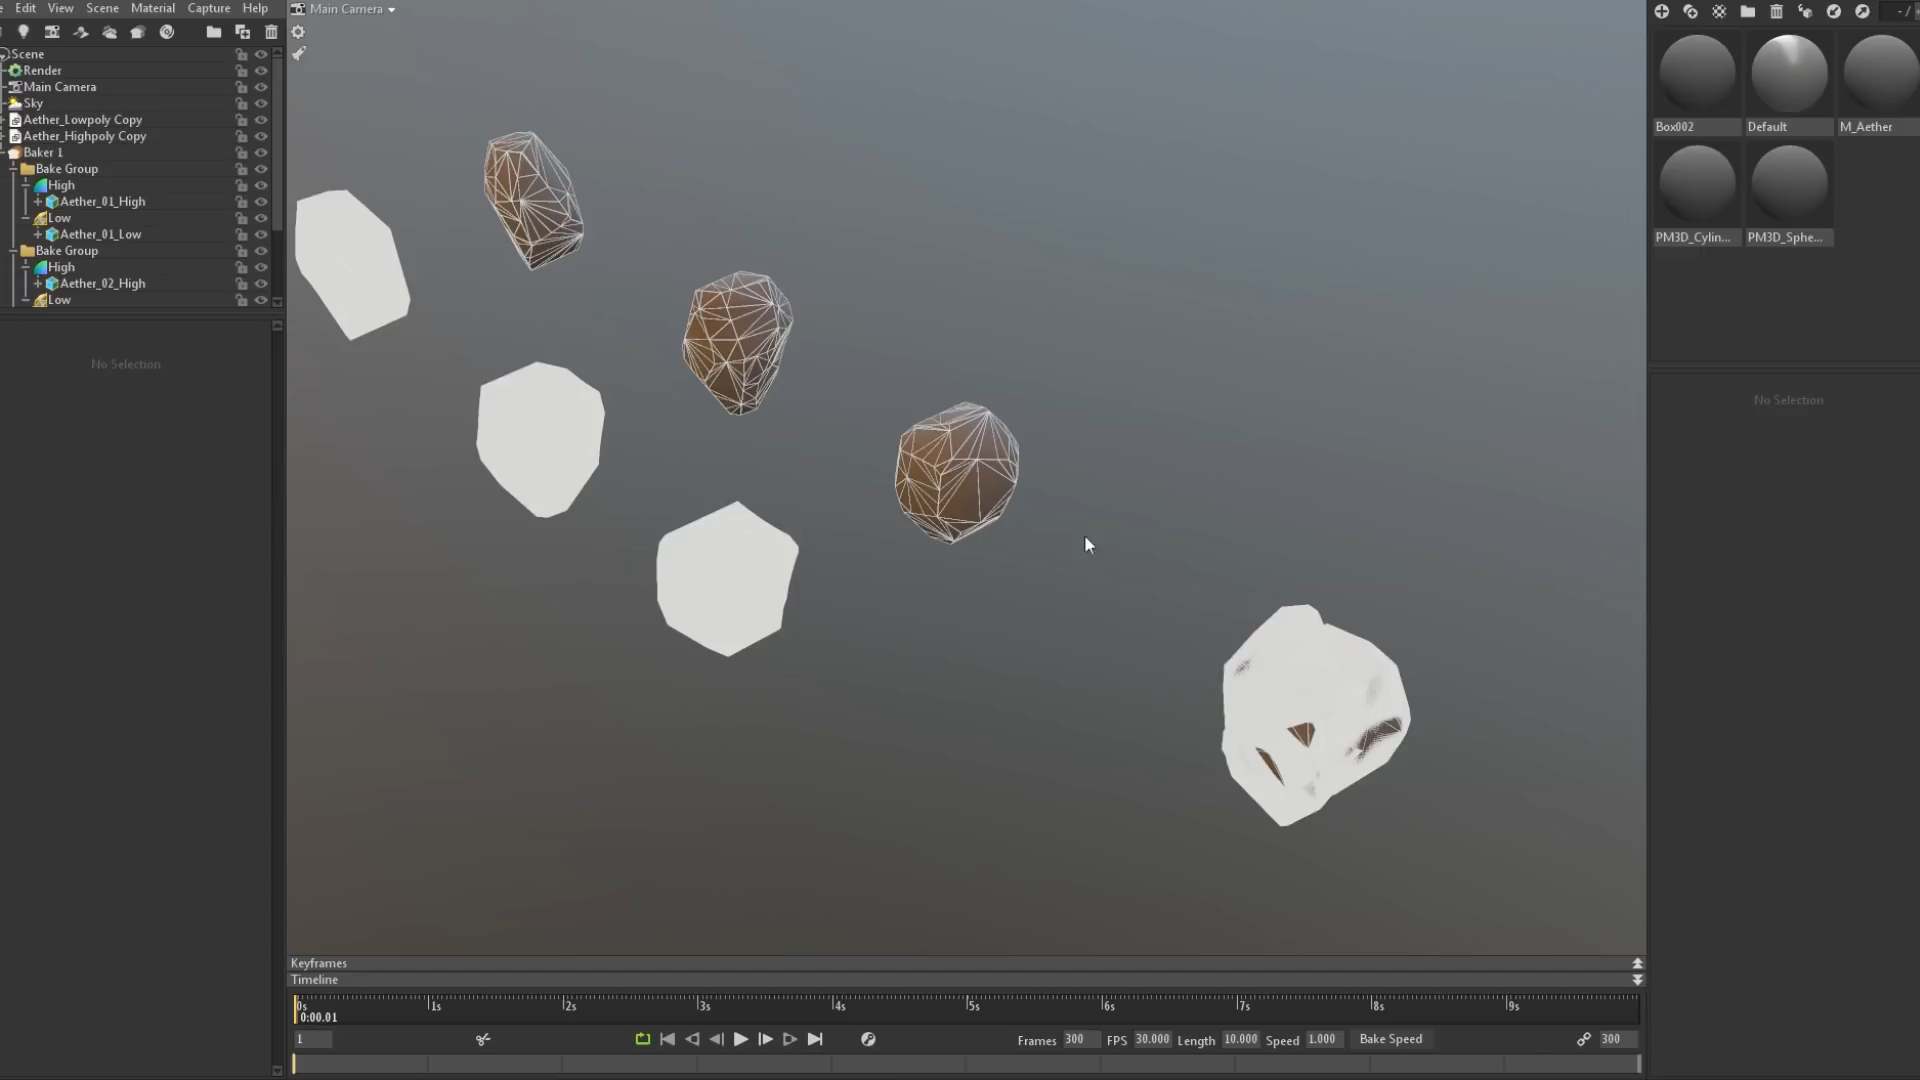 Edit View Scene Material Capture Help
Main Camera
Scene
Render
Main Camera
Sky
Aether_Lowpoly Copy
Aether_Highpoly Copy
Baker 1
Bake Group
High
Aether_01_High
Low
Aether_01_Low
Bake Group
High
Aether_02_High
Low
No Selection
Box002 Default M_Aether
PM3D_Cylin... PM3D_Sphe...
No Selection
Keyframes
Timeline
0s 1s 2s 3s 4s 5s 6s 7s 8s 9s
0:00.01
1 Frames 300 FPS 30.000 Length 10.000 Speed 1.000 Bake Speed 300